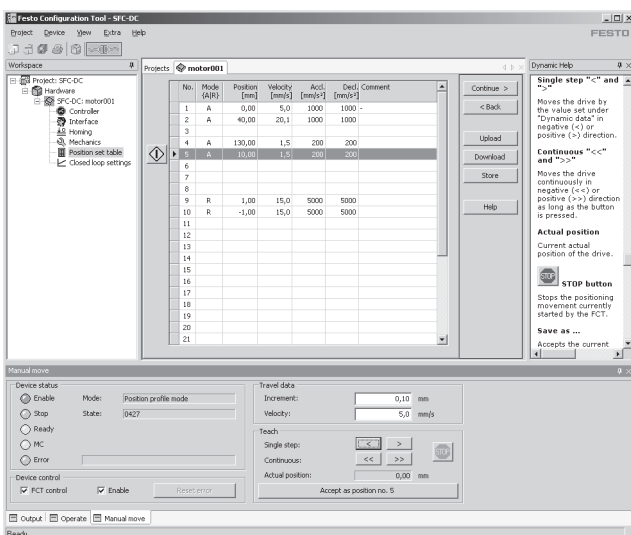 Festo Configuration Tool - SFC-DC
Project Device View Extra Help
FESTO
Workspace
Project: SFC-DC
Hardware
SFC-DC: motor001
Controller
Interface
Homing
Mechanics
Position set table
Closed loop settings
Projects motor001
No. Mode Position Velocity Accl. Decl. Comment
{A|R} [mm] [mm/s] [mm/s²] [mm/s²]
1 A 0,00 5,0 1000 1000 -
2 A 40,00 20,1 1000 1000
3
4 A 130,00 1,5 200 200
5 A 10,00 1,5 200 200
6
7
8
9 R 1,00 15,0 5000 5000
10 R -1,00 15,0 5000 5000
11
12
13
14
15
16
17
18
19
20
21
Continue >
< Back
Upload
Download
Store
Help
Dynamic Help
Single step "<" and
">"
Moves the drive by
the value set under
"Dynamic data" in
negative (<) or
positive (>) direction.
Continuous "<<"
and ">>"
Moves the drive
continuously in
negative (<<) or
positive (>>) direction
as long as the button
is pressed.
Actual position
Current actual
position of the drive.
STOP STOP button
Stops the positioning
movement currently
started by the FCT.
Save as ...
Accepts the current
Manual move
Device status
Enable Mode: Position profile mode
Stop State: 0427
Ready
MC
Error
Device control
FCT control Enable Reset error
Travel data
Increment: 0,10 mm
Velocity: 5,0 mm/s
Teach
Single step: < >
Continuous: << >>
STOP
Actual position: 0,00 mm
Accept as position no. 5
Output Operate Manual move
Ready